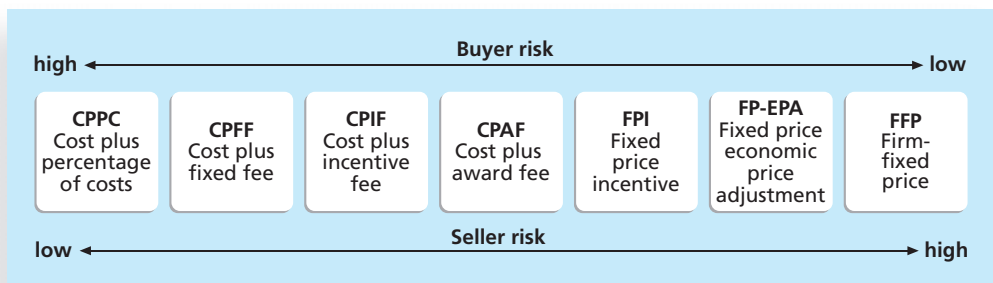 Buyer risk
high low
CPPC
Cost plus
percentage
of costs
CPFF
Cost plus
fixed fee
CPIF
Cost plus
incentive
fee
CPAF
Cost plus
award fee
FPI
Fixed
price
incentive
FP-EPA
Fixed price
economic
price
adjustment
FFP
Firm-
fixed
price
Seller risk
low high